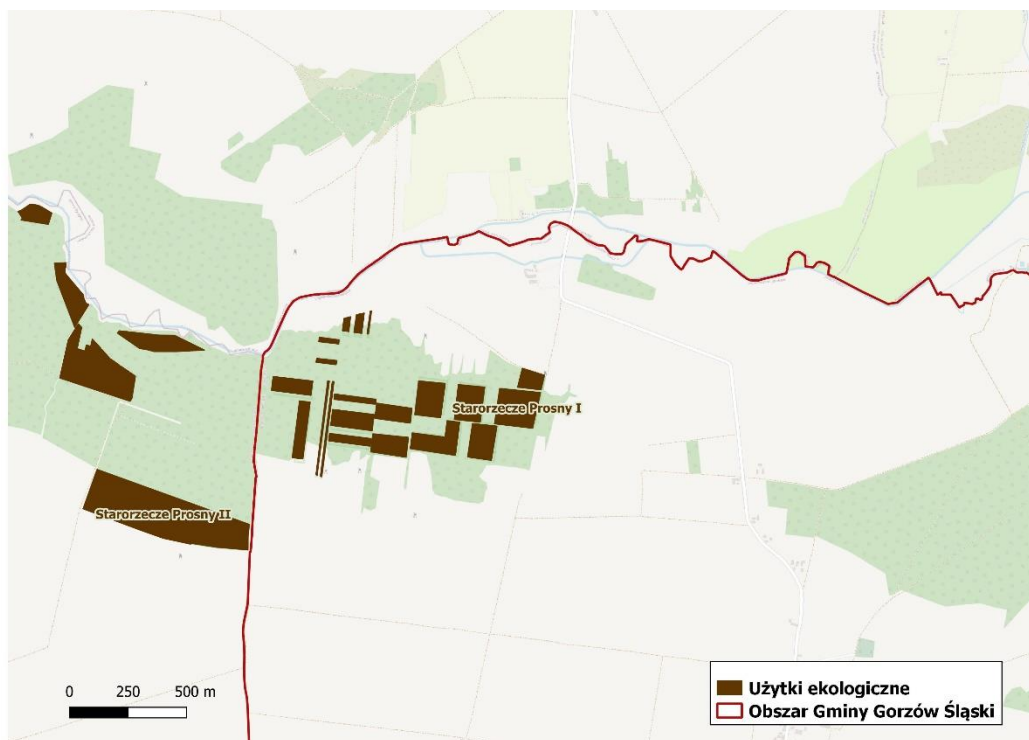 Starorzecze Prosny I
Starorzecze Prosny II
0 250 500 m
Użytki ekologiczne
Obszar Gminy Gorzów Śląski